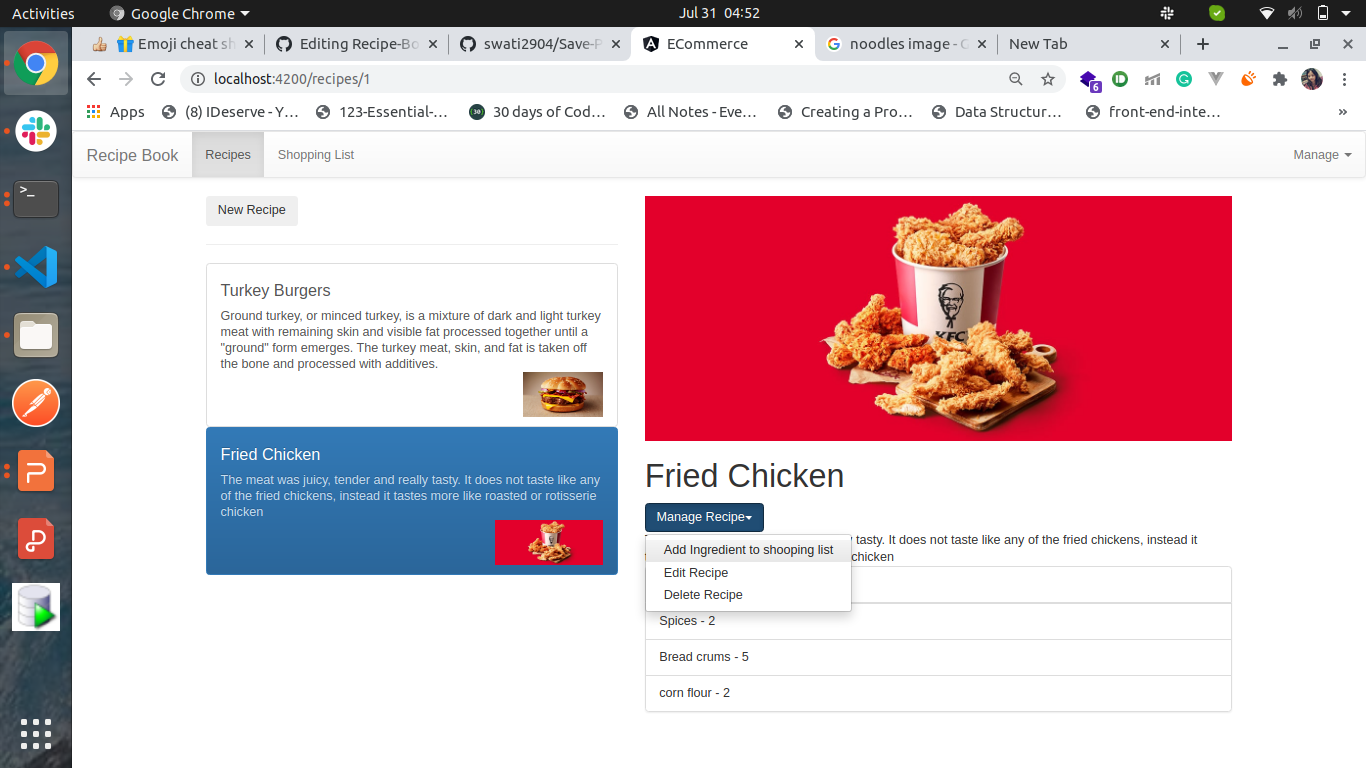 Activities
Google Chrome
Jul 31 04:52
Emoji cheat sh
Editing Recipe-Bo
swati2904/Save-P
ECommerce
noodles image - G
New Tab
localhost:4200/recipes/1
6
Apps
(8) IDeserve - Y…
123-Essential-…
30
30 days of Cod…
All Notes - Eve…
Creating a Pro…
Data Structur…
front-end-inte…
»
Recipe Book
Recipes
Shopping List
Manage
New Recipe
Turkey Burgers
Ground turkey, or minced turkey, is a mixture of dark and light turkey
meat with remaining skin and visible fat processed together until a
"ground" form emerges. The turkey meat, skin, and fat is taken off
the bone and processed with additives.
Fried Chicken
The meat was juicy, tender and really tasty. It does not taste like any
of the fried chickens, instead it tastes more like roasted or rotisserie
chicken
KFC
Fried Chicken
Manage Recipe
tasty. It does not taste like any of the fried chickens, instead it
chicken
Add Ingredient to shooping list
Edit Recipe
Delete Recipe
Spices - 2
Bread crums - 5
corn flour - 2